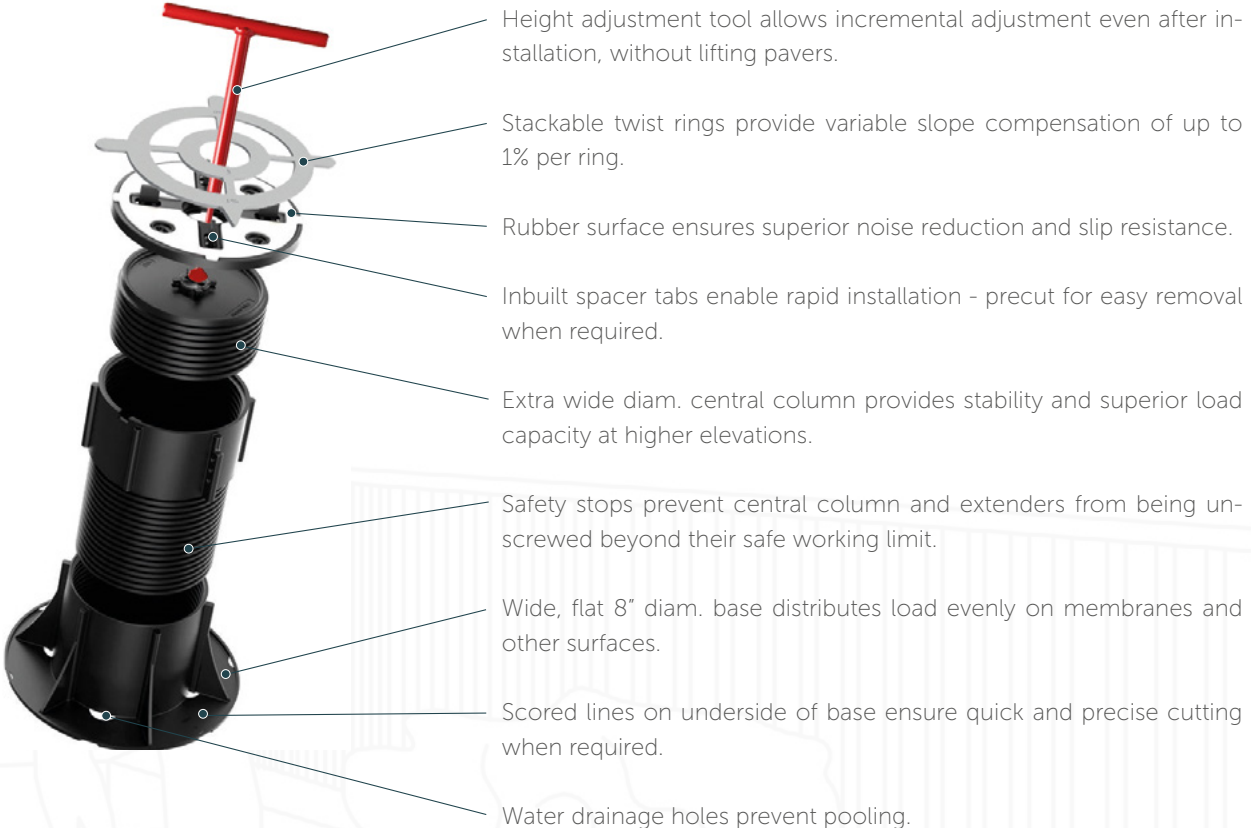 Height adjustment tool allows incremental adjustment even after in-
stallation, without lifting pavers.
Stackable twist rings provide variable slope compensation of up to
1% per ring.
Rubber surface ensures superior noise reduction and slip resistance.
Inbuilt spacer tabs enable rapid installation - precut for easy removal
when required.
Extra wide diam. central column provides stability and superior load
capacity at higher elevations.
Safety stops prevent central column and extenders from being un-
screwed beyond their safe working limit.
Wide, flat 8” diam. base distributes load evenly on membranes and
other surfaces.
Scored lines on underside of base ensure quick and precise cutting
when required.
Water drainage holes prevent pooling.